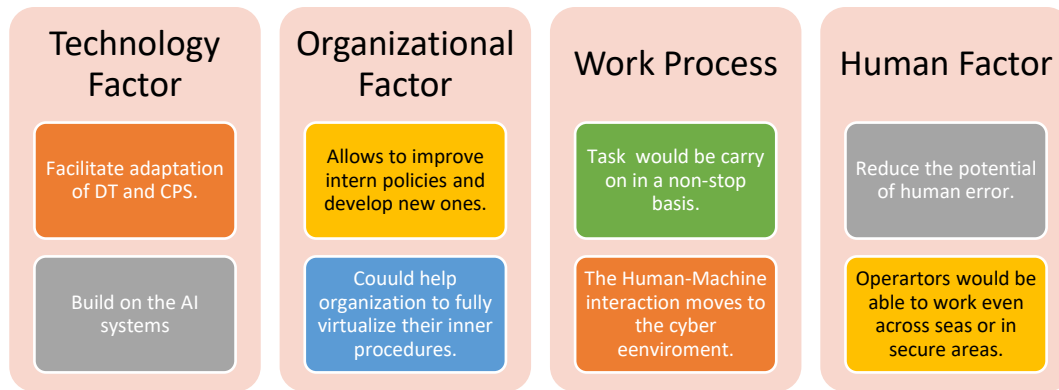 Technology
Factor
Facilitate adaptation
of DT and CPS.
Build on the AI
systems
Organizational
Factor
Allows to improve
intern policies and
develop new ones.
Couuld help
organization to fully
virtualize their inner
procedures.
Work Process
Task  would be carry
on in a non-stop
basis.
The Human-Machine
interaction moves to
the cyber
eenviroment.
Human Factor
Reduce the potential
of human error.
Operartors would be
able to work even
across seas or in
secure areas.